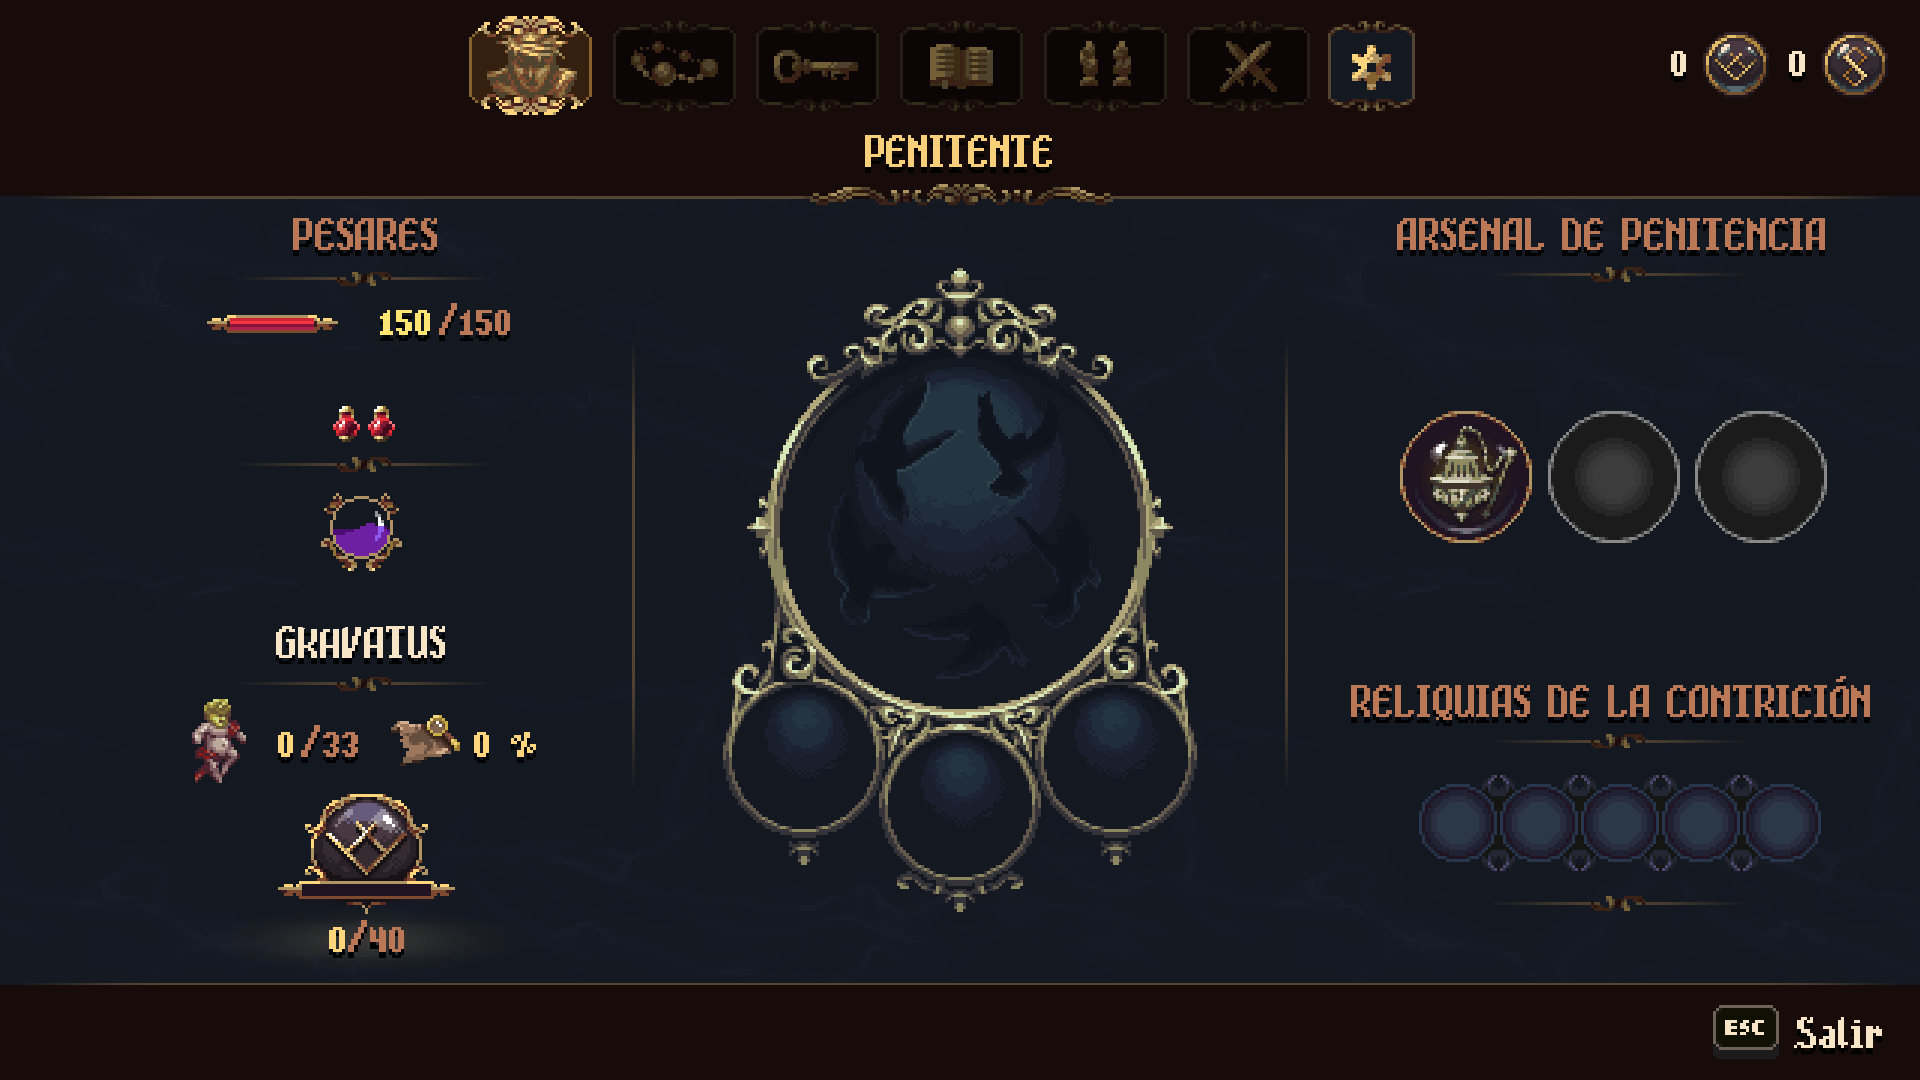 0 0
PENITENTE
PESARES
150/150
GRAVATUS
0/33 0 %
0/40
ARSENAL DE PENITENCIA
RELIQUIAS DE LA CONTRICIÓN
ESC Salir